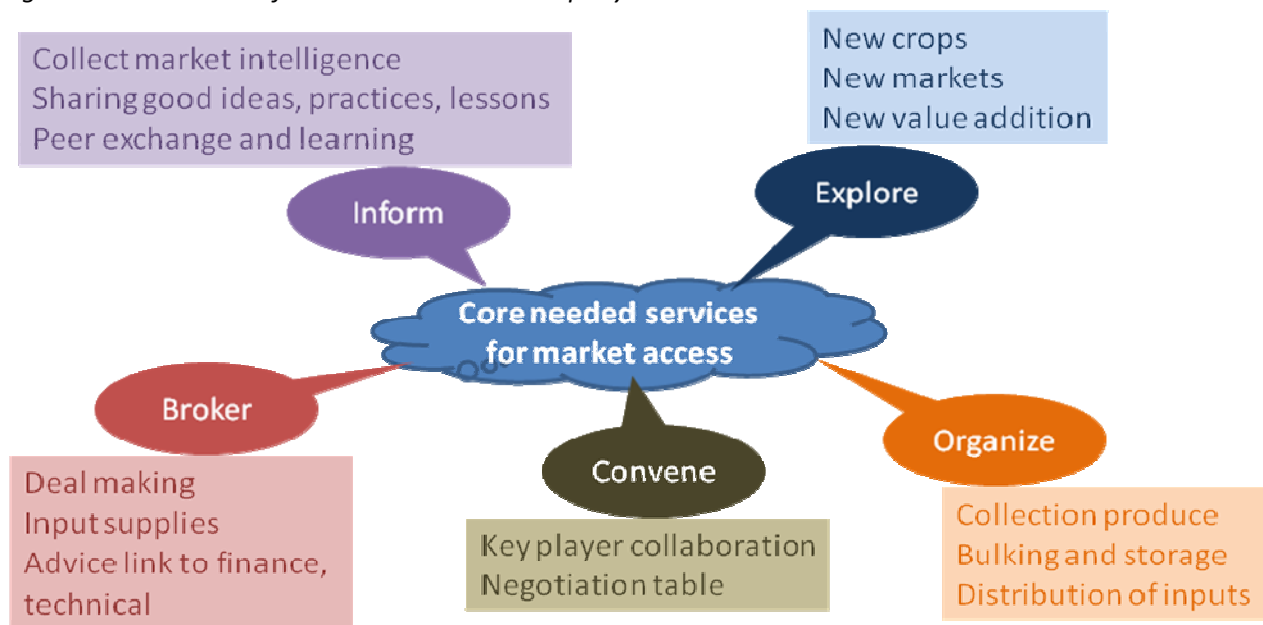 Collect market intelligence
Sharing good ideas, practices, lessons
Peer exchange and learning
Inform
New crops
New markets
New value addition
Explore
Core needed services
for market access
Broker
Deal making
Input supplies
Advice link to finance,
technical
Convene
Key player collaboration
Negotiation table
Organize
Collection produce
Bulking and storage
Distribution of inputs